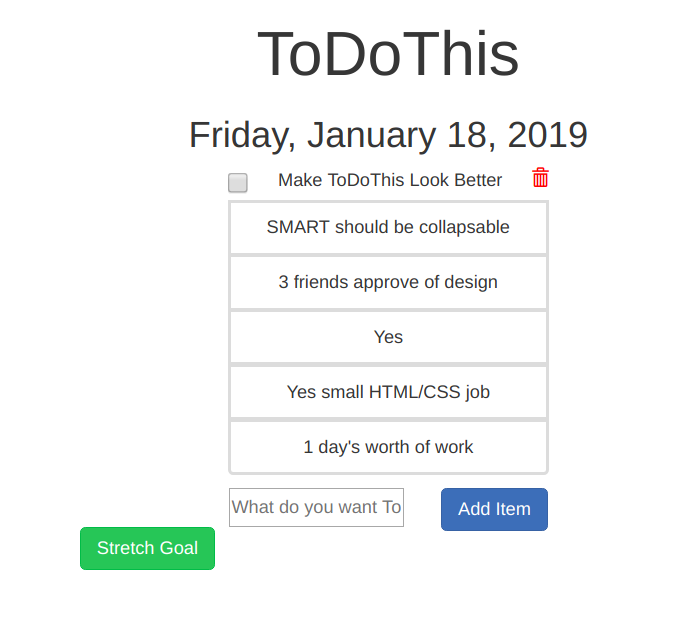 ToDoThis
Friday, January 18, 2019
Make ToDoThis Look Better
SMART should be collapsable
3 friends approve of design
Yes
Yes small HTML/CSS job
1 day's worth of work
What do you want To
Add Item
Stretch Goal